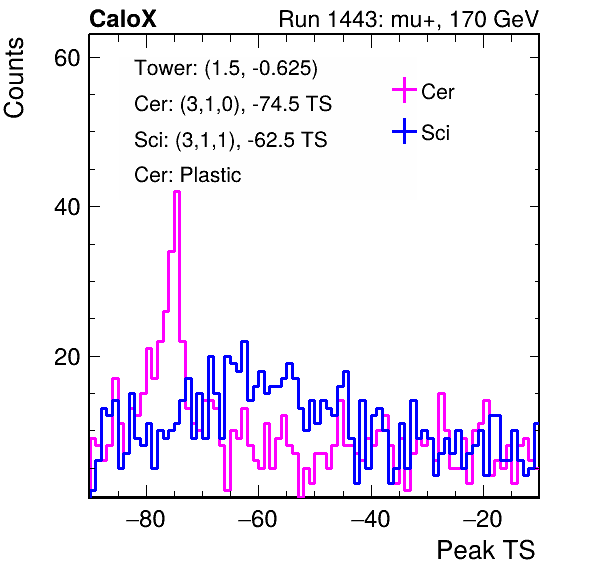 CaloX Run 1443: mu+, 170 GeV
Counts
60
40
20
Tower: (1.5, -0.625)
Cer: (3,1,0), -74.5 TS
Sci: (3,1,1), -62.5 TS
Cer: Plastic
Cer
Sci
−80 −60 −40 −20
Peak TS